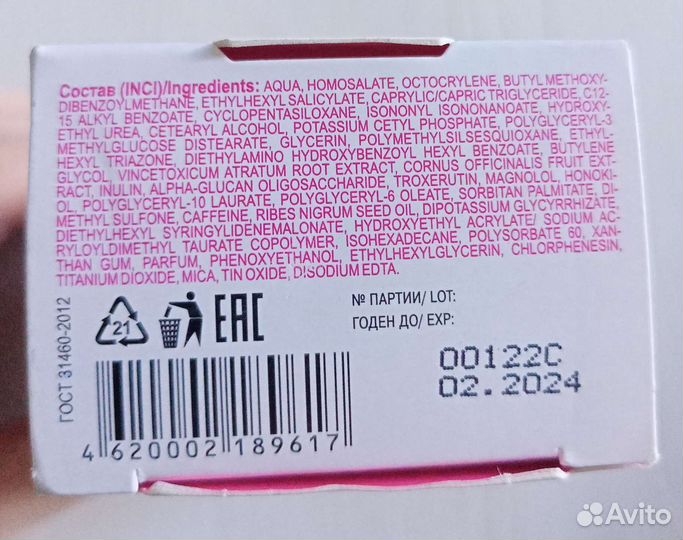 Состав (INCI)/Ingredients: AQUA, HOMOSALATE, OCTOCRYLENE, BUTYL METHOXY-
DIBENZOYLMETHANE, ETHYLHEXYL SALICYLATE, CAPRYLIC/CAPRIC TRIGLYCERIDE, C12-
15 ALKYL BENZOATE, CYCLOPENTASILOXANE, ISONONYL ISONONANOATE, HYDROXY-
ETHYL UREA, CETEARYL ALCOHOL, POTASSIUM CETYL PHOSPHATE, POLYGLYCERYL-3
METHYLGLUCOSE DISTEARATE, GLYCERIN, POLYMETHYLSILSESQUIOXANE, ETHYL-
HEXYL TRIAZONE, DIETHYLAMINO HYDROXYBENZOYL HEXYL BENZOATE, BUTYLENE
GLYCOL, VINCETOXICUM ATRATUM ROOT EXTRACT, CORNUS OFFICINALIS FRUIT EXT-
RACT, INULIN, ALPHA-GLUCAN OLIGOSACCHARIDE, TROXERUTIN, MAGNOLOL, HONOKI-
OL, POLYGLYCERYL-10 LAURATE, POLYGLYCERYL-6 OLEATE, SORBITAN PALMITATE, DI-
METHYL SULFONE, CAFFEINE, RIBES NIGRUM SEED OIL, DIPOTASSIUM GLYCYRRHIZATE,
DIETHYLHEXYL SYRINGYLIDENEMALONATE, HYDROXYETHYL ACRYLATE/ SODIUM AC-
RYLOYLDIMETHYL TAURATE COPOLYMER, ISOHEXADECANE, POLYSORBATE 60, XAN-
THAN GUM, PARFUM, PHENOXYETHANOL, ETHYLHEXYLGLYCERIN, CHLORPHENESIN,
TITANIUM DIOXIDE, MICA, TIN OXIDE, DISODIUM EDTA.
ГОСТ 31460-2012
21
EAC
№ ПАРТИИ/ LOT:
ГОДЕН ДО/ EXP:
00122C
02.2024
4 620002 189617
Avito